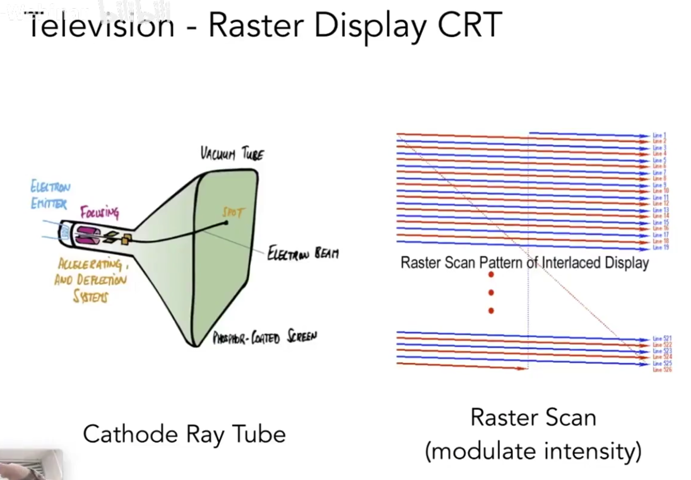 Television - Raster Display CRT
VACUUM TUBE
ELECTRON
EMITTER
FOCUSING
SPOT
ELECTRON BEAM
ACCELERATING,
AND DEFLECTION
SYSTEMS
PHOSPHOR-COATED SCREEN
Cathode Ray Tube
Line 1
Line 2
Line 3
Line 4
Line 5
Line 6
Line 7
Line 8
Line 9
Line 10
Line 11
Line 12
Line 13
Line 14
Line 15
Line 16
Line 17
Line 18
Line 19
Raster Scan Pattern of Interlaced Display
Line 521
Line 522
Line 523
Line 524
Line 525
Line 526
Raster Scan
(modulate intensity)